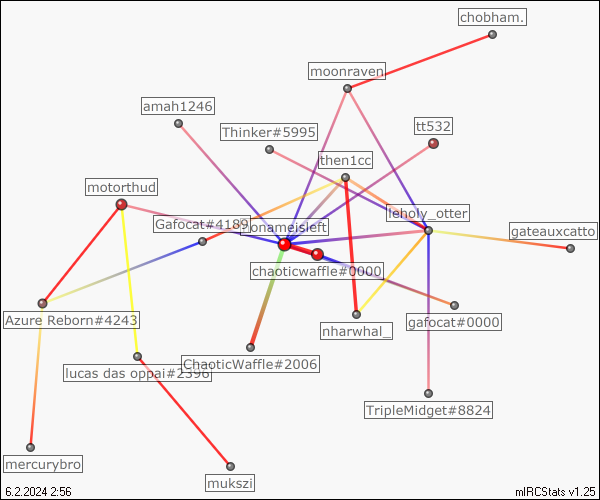 chobham.
moonraven
amah1246
Thinker#5995
tt532
then1cc
motorthud
leholy_otter
Gafocat#4189
nonameisleft
gateauxcatto
chaoticwaffle#0000
Azure Reborn#4243
nharwhal_
gafocat#0000
lucas das oppai#2396
ChaoticWaffle#2006
TripleMidget#8824
mercurybro
mukszi
6.2.2024 2:56
mIRCStats v1.25